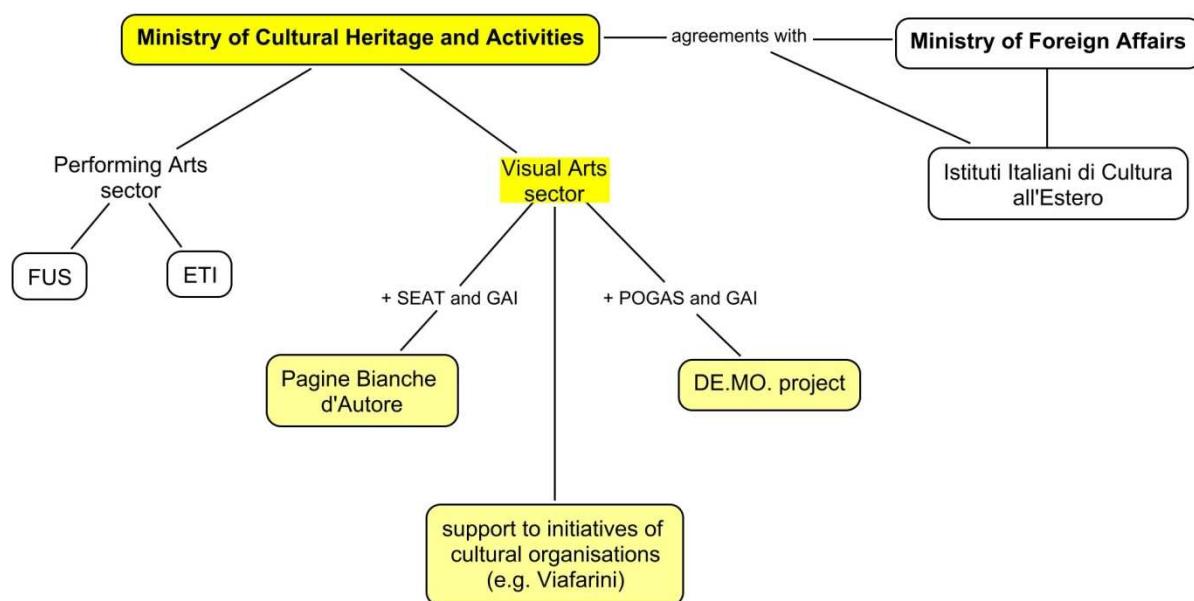 Ministry of Cultural Heritage and Activities
agreements with
Ministry of Foreign Affairs
Performing Arts
sector
Visual Arts
sector
Istituti Italiani di Cultura
all'Estero
FUS
ETI
+ SEAT and GAI
+ POGAS and GAI
Pagine Bianche
d'Autore
DE.MO. project
support to initiatives of
cultural organisations
(e.g. Viafarini)